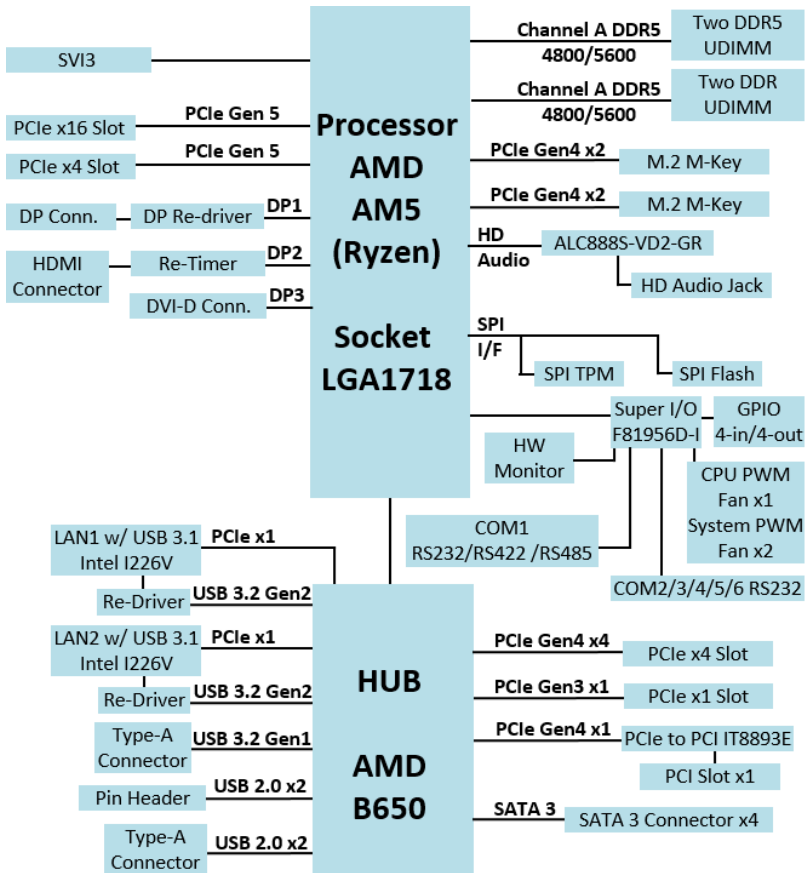 SVI3
PCIe x16 Slot
PCIe Gen 5
PCIe x4 Slot
PCIe Gen 5
DP Conn.
DP Re-driver
DP1
HDMI
Connector
Re-Timer
DP2
DVI-D Conn.
DP3
Processor
AMD
AM5
(Ryzen)
Socket
LGA1718
Channel A DDR5
4800/5600
Two DDR5
UDIMM
Channel A DDR5
4800/5600
Two DDR
UDIMM
PCIe Gen4 x2
M.2 M-Key
PCIe Gen4 x2
M.2 M-Key
HD
Audio
ALC888S-VD2-GR
HD Audio Jack
SPI
I/F
SPI TPM
SPI Flash
Super I/O
F81956D-I
GPIO
4-in/4-out
HW
Monitor
CPU PWM
Fan x1
System PWM
Fan x2
COM1
RS232/RS422 /RS485
COM2/3/4/5/6 RS232
LAN1 w/ USB 3.1
Intel I226V
PCIe x1
Re-Driver
USB 3.2 Gen2
LAN2 w/ USB 3.1
Intel I226V
PCIe x1
Re-Driver
USB 3.2 Gen2
Type-A
Connector
USB 3.2 Gen1
Pin Header
USB 2.0 x2
Type-A
Connector
USB 2.0 x2
HUB
AMD
B650
PCIe Gen4 x4
PCIe x4 Slot
PCIe Gen3 x1
PCIe x1 Slot
PCIe Gen4 x1
PCIe to PCI IT8893E
PCI Slot x1
SATA 3
SATA 3 Connector x4